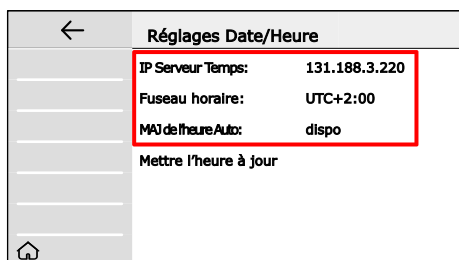 Réglages Date/Heure
IP Serveur Temps: 131.188.3.220
Fuseau horaire: UTC+2:00
MAJ de l'heure Auto: dispo
Mettre l'heure à jour